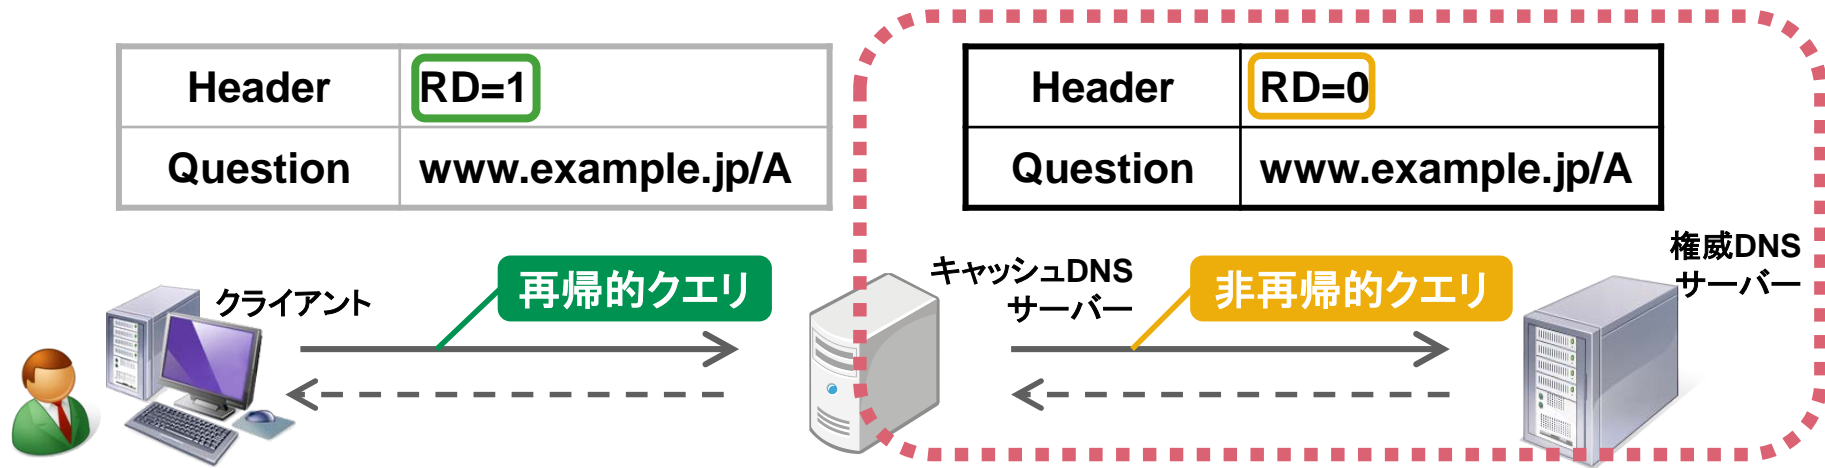 Header RD=1
Question www.example.jp/A
Header RD=0
Question www.example.jp/A
クライアント
再帰的クエリ
キャッシュDNS
サーバー
非再帰的クエリ
権威DNS
サーバー